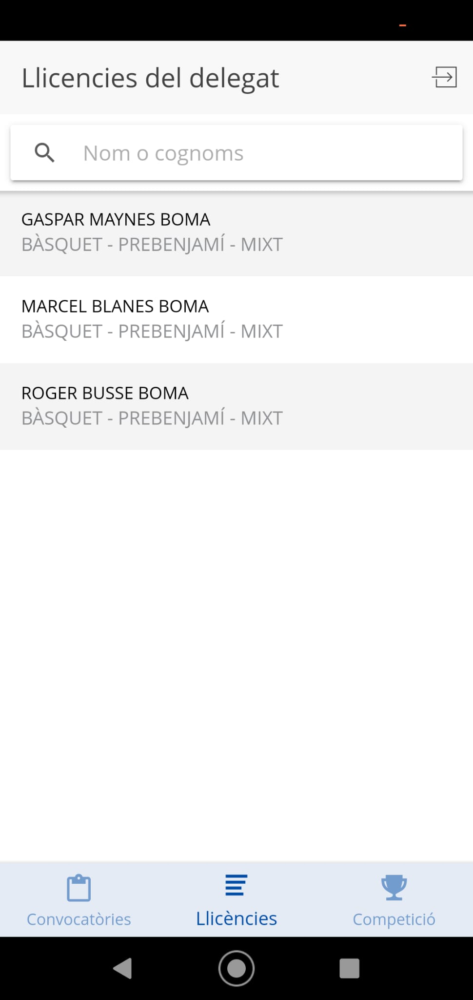 Llicencies del delegat
Nom o cognoms
GASPAR MAYNES BOMA
BÀSQUET - PREBENJAMÍ - MIXT
MARCEL BLANES BOMA
BÀSQUET - PREBENJAMÍ - MIXT
ROGER BUSSE BOMA
BÀSQUET - PREBENJAMÍ - MIXT
Convocatòries
Llicències
Competició